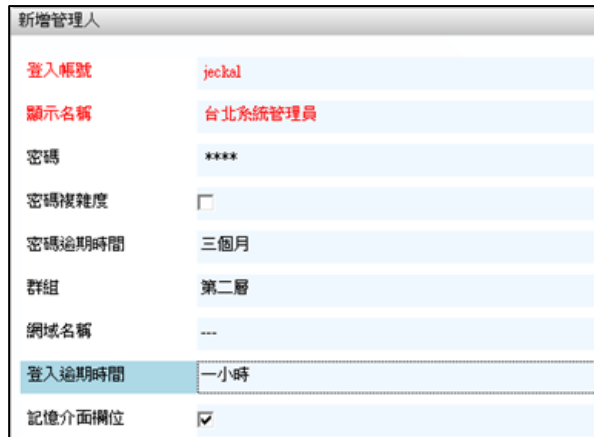 新增管理人
登入帳號 jeckal
顯示名稱 台北系統管理員
密碼 ****
密碼複雜度
密碼逾期時間 三個月
群組 第二層
網域名稱 ---
登入逾期時間 一小時
記憶介面欄位